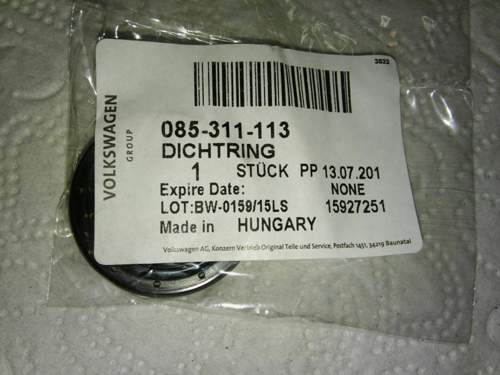 3833
VOLKSWAGEN
GROUP
085-311-113
DICHTRING
1 STÜCK PP 13.07.201
Expire Date: NONE
LOT:BW-0159/15LS 15927251
Made in HUNGARY
Volkswagen AG, Konzern Vertrieb Original Teile und Service, Postfach 1451, 34219 Baunatal